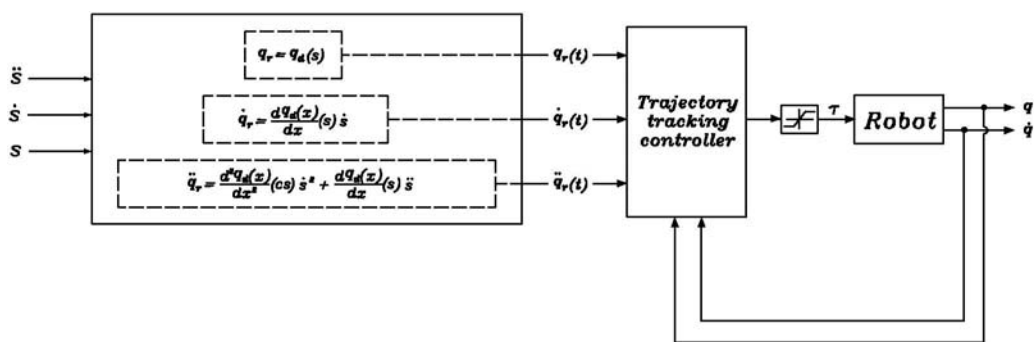 s̈
ṡ
s
q_r = q_d(s)
q̇_r = dq_d(x)/dx (s) ṡ
q̈_r = d²q_d(x)/dx² (cs) ṡ² + dq_d(x)/dx (s) s̈
q_r(t)
q̇_r(t)
q̈_r(t)
Trajectory
tracking
controller
τ
Robot
q
q̇